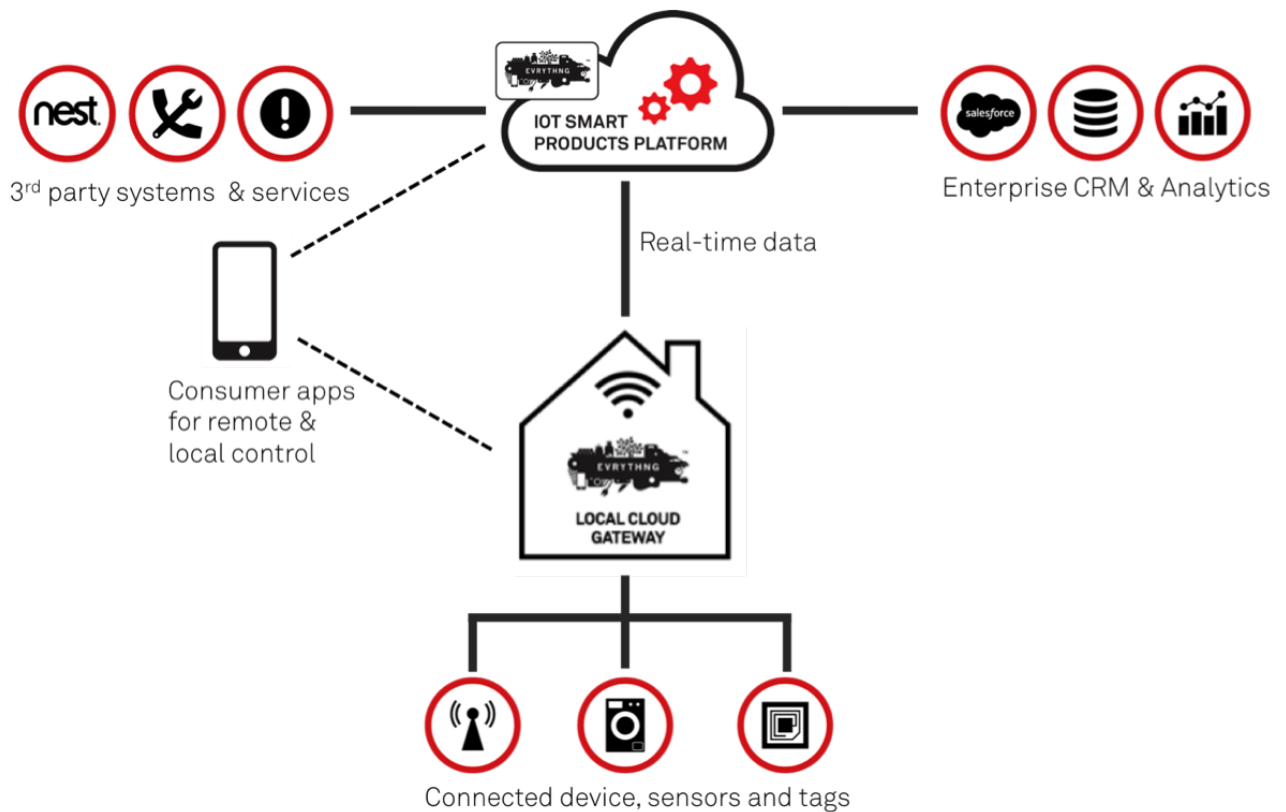 EVRYTHNG
IOT SMART
PRODUCTS PLATFORM
nest.
salesforce
3rd party systems & services
Enterprise CRM & Analytics
Real-time data
Consumer apps
for remote &
local control
EVRYTHNG
™
LOCAL CLOUD
GATEWAY
Connected device, sensors and tags